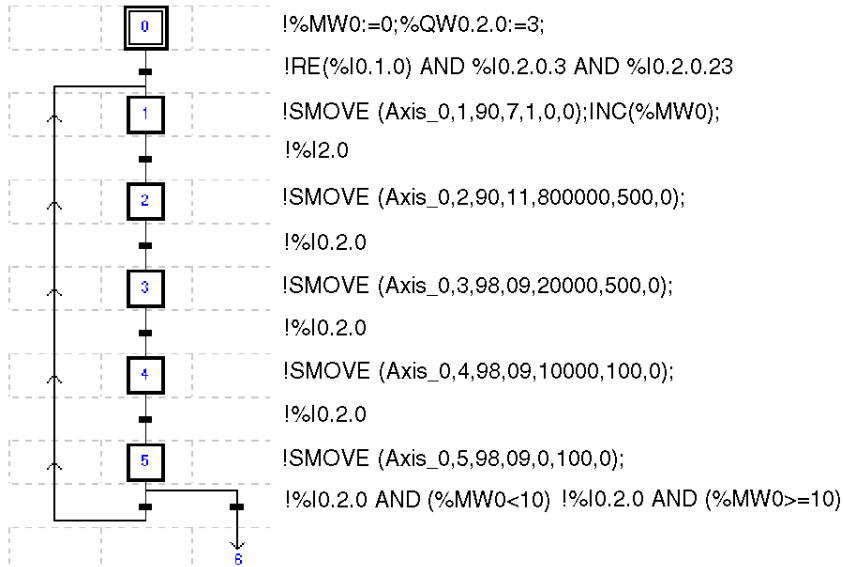 0 !%MW0:=0;%QW0.2.0:=3;
!RE(%I0.1.0) AND %I0.2.0.3 AND %I0.2.0.23
1 !SMOVE (Axis_0,1,90,7,1,0,0);INC(%MW0);
!%I2.0
2 !SMOVE (Axis_0,2,90,11,800000,500,0);
!%I0.2.0
3 !SMOVE (Axis_0,3,98,09,20000,500,0);
!%I0.2.0
4 !SMOVE (Axis_0,4,98,09,10000,100,0);
!%I0.2.0
5 !SMOVE (Axis_0,5,98,09,0,100,0);
!%I0.2.0 AND (%MW0<10) !%I0.2.0 AND (%MW0>=10)
6